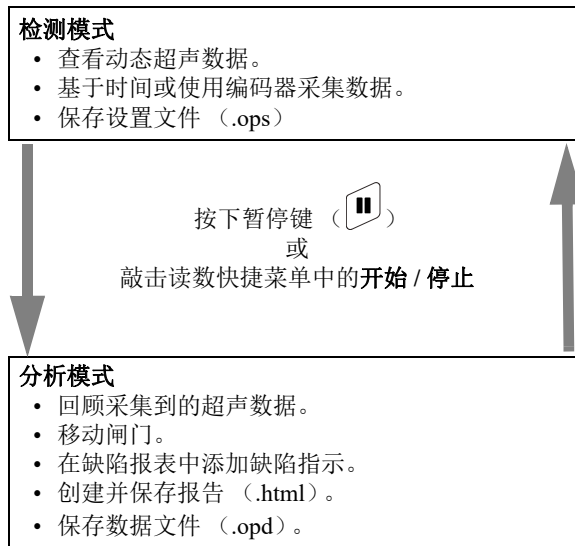 检测模式
• 查看动态超声数据。
• 基于时间或使用编码器采集数据。
• 保存设置文件 （.ops）
按下暂停键 （ ）
或
敲击读数快捷菜单中的开始 / 停止
分析模式
• 回顾采集到的超声数据。
• 移动闸门。
• 在缺陷报表中添加缺陷指示。
• 创建并保存报告 （.html）。
• 保存数据文件 （.opd）。